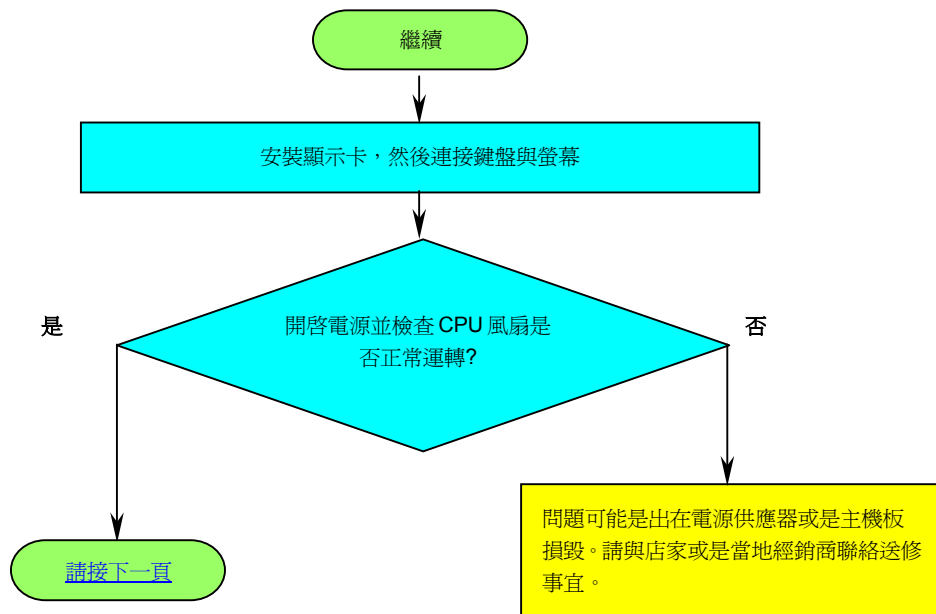 繼續
安裝顯示卡，然後連接鍵盤與螢幕
是
開啓電源並檢查 CPU 風扇是
否正常運轉?
否
問題可能是出在電源供應器或是主機板
損毀。請與店家或是當地經銷商聯絡送修
事宜。
請接下一頁